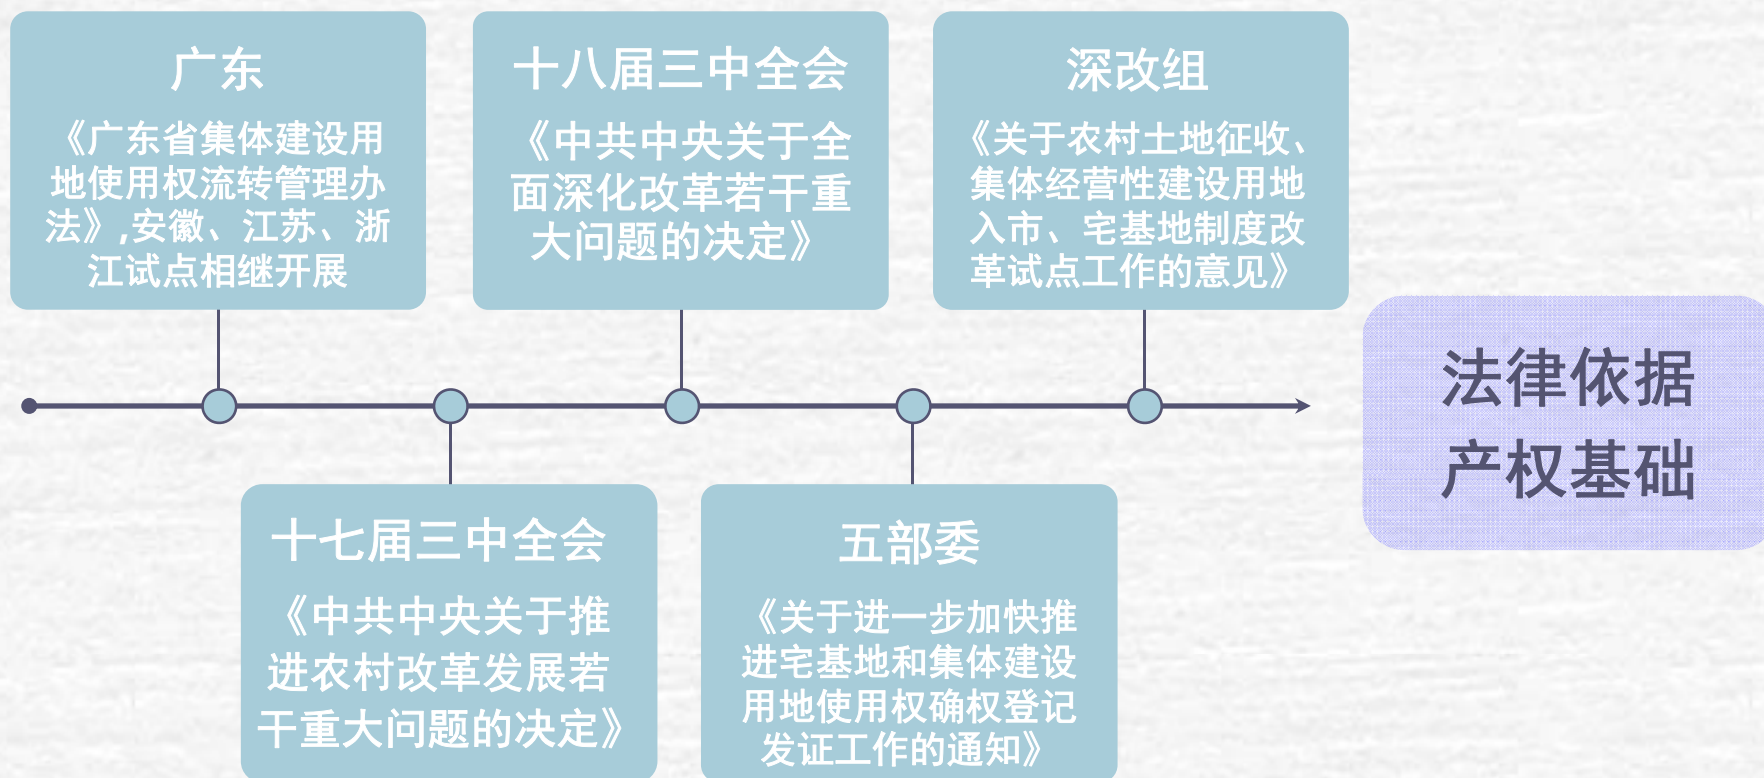 广东
《广东省集体建设用
地使用权流转管理办
法》,安徽、江苏、浙
江试点相继开展
十八届三中全会
《中共中央关于全
面深化改革若干重
大问题的决定》
深改组
《关于农村土地征收、
集体经营性建设用地
入市、宅基地制度改
革试点工作的意见》
法律依据
产权基础
十七届三中全会
《中共中央关于推
进农村改革发展若
干重大问题的决定》
五部委
《关于进一步加快推
进宅基地和集体建设
用地使用权确权登记
发证工作的通知》